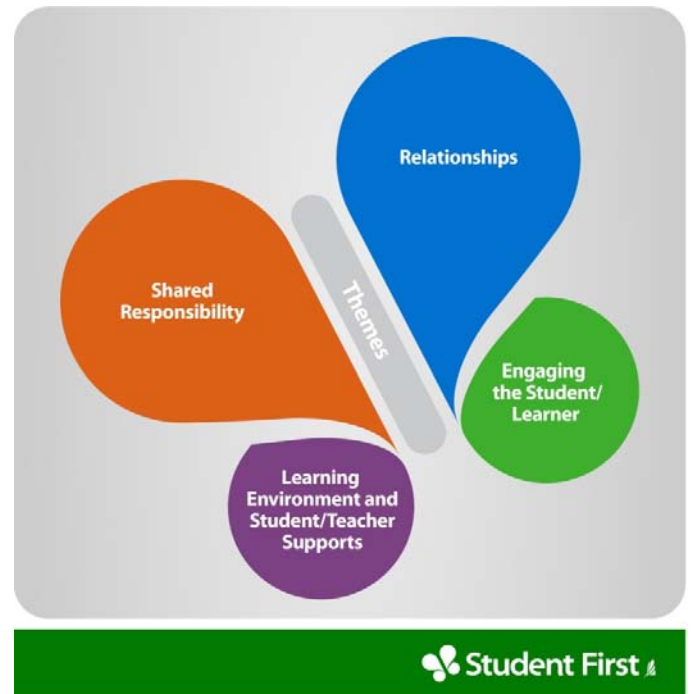 Relationships
Shared
Responsibility
Themes
Engaging
the Student/
Learner
Learning
Environment and
Student/Teacher
Supports
Student First